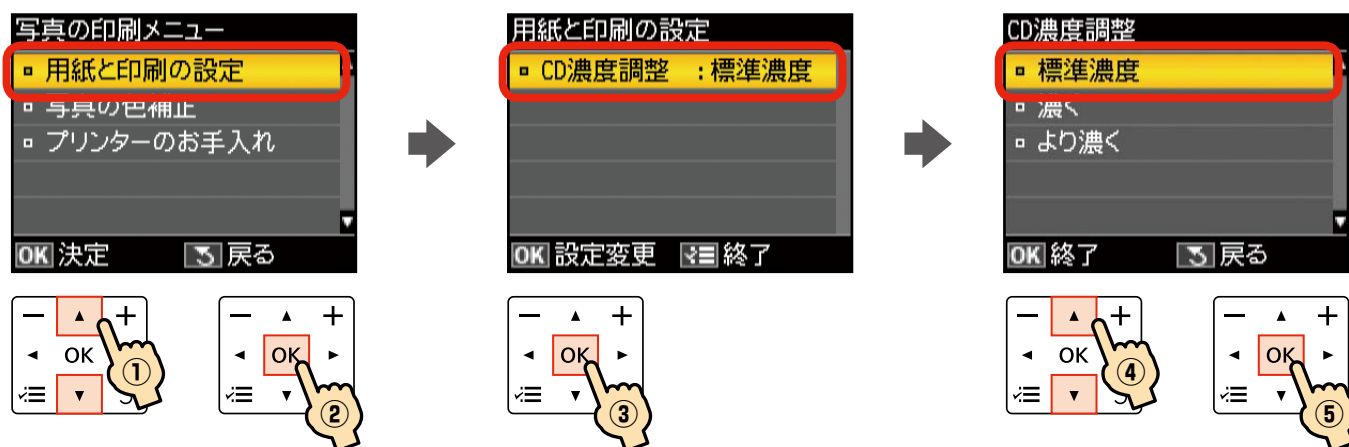 写真の印刷メニュー
用紙と印刷の設定
写真の色補正
プリンターのお手入れ
OK 決定 戻る
用紙と印刷の設定
CD濃度調整 :標準濃度
OK 設定変更 終了
CD濃度調整
標準濃度
濃く
より濃く
OK 終了 戻る
OK
①
OK
②
OK
③
OK
④
OK
⑤